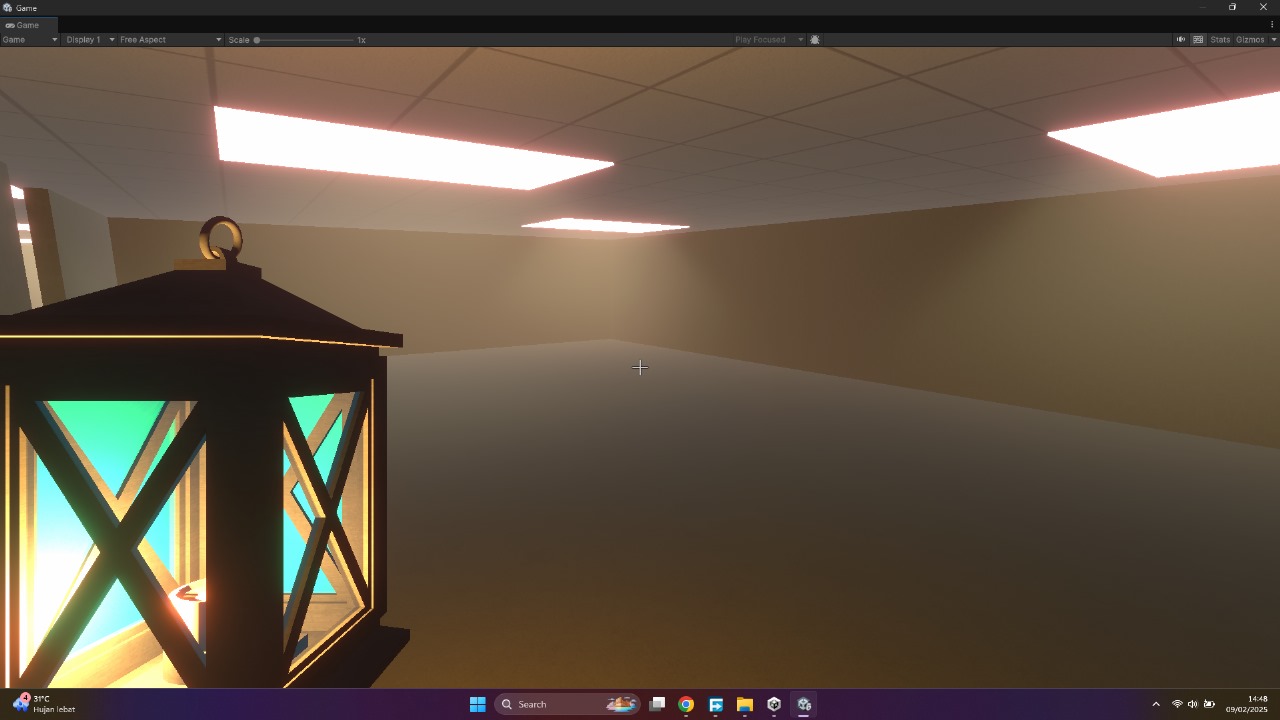 Game
Game
Game Display 1 Free Aspect Scale 1x Play Focused Stats Gizmos
4 31°C
Hujan lebat
Search
14:48
09/02/2025